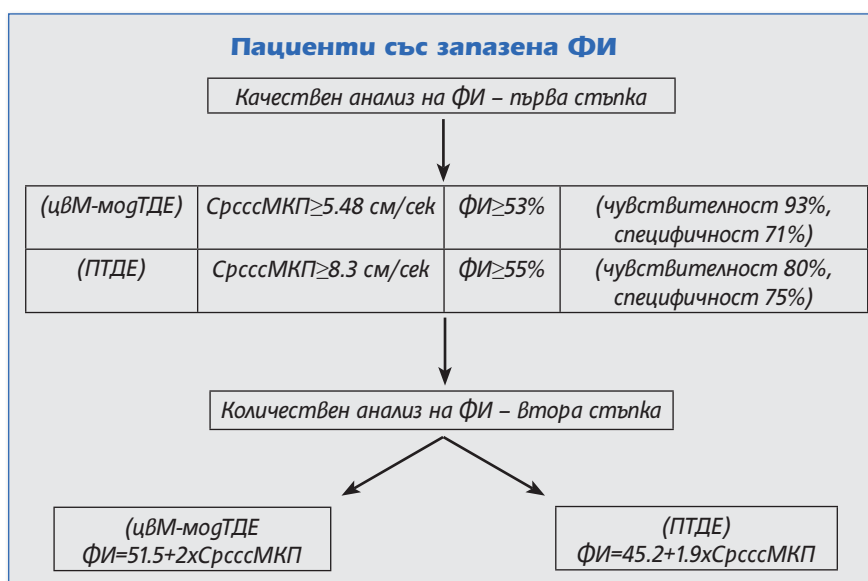 Пациенти със запазена ФИ
Качествен анализ на ФИ – първа стъпка
(цвМ-модТДЕ) СрсссМКП≥5.48 см/сек ФИ≥53% (чувствителност 93%,
специфичност 71%)
(ПТДЕ) СрсссМКП≥8.3 см/сек ФИ≥55% (чувствителност 80%,
специфичност 75%)
Количествен анализ на ФИ – втора стъпка
(цвМ-модТДЕ
ФИ=51.5+2хСрсссМКП
(ПТДЕ)
ФИ=45.2+1.9хСрсссМКП